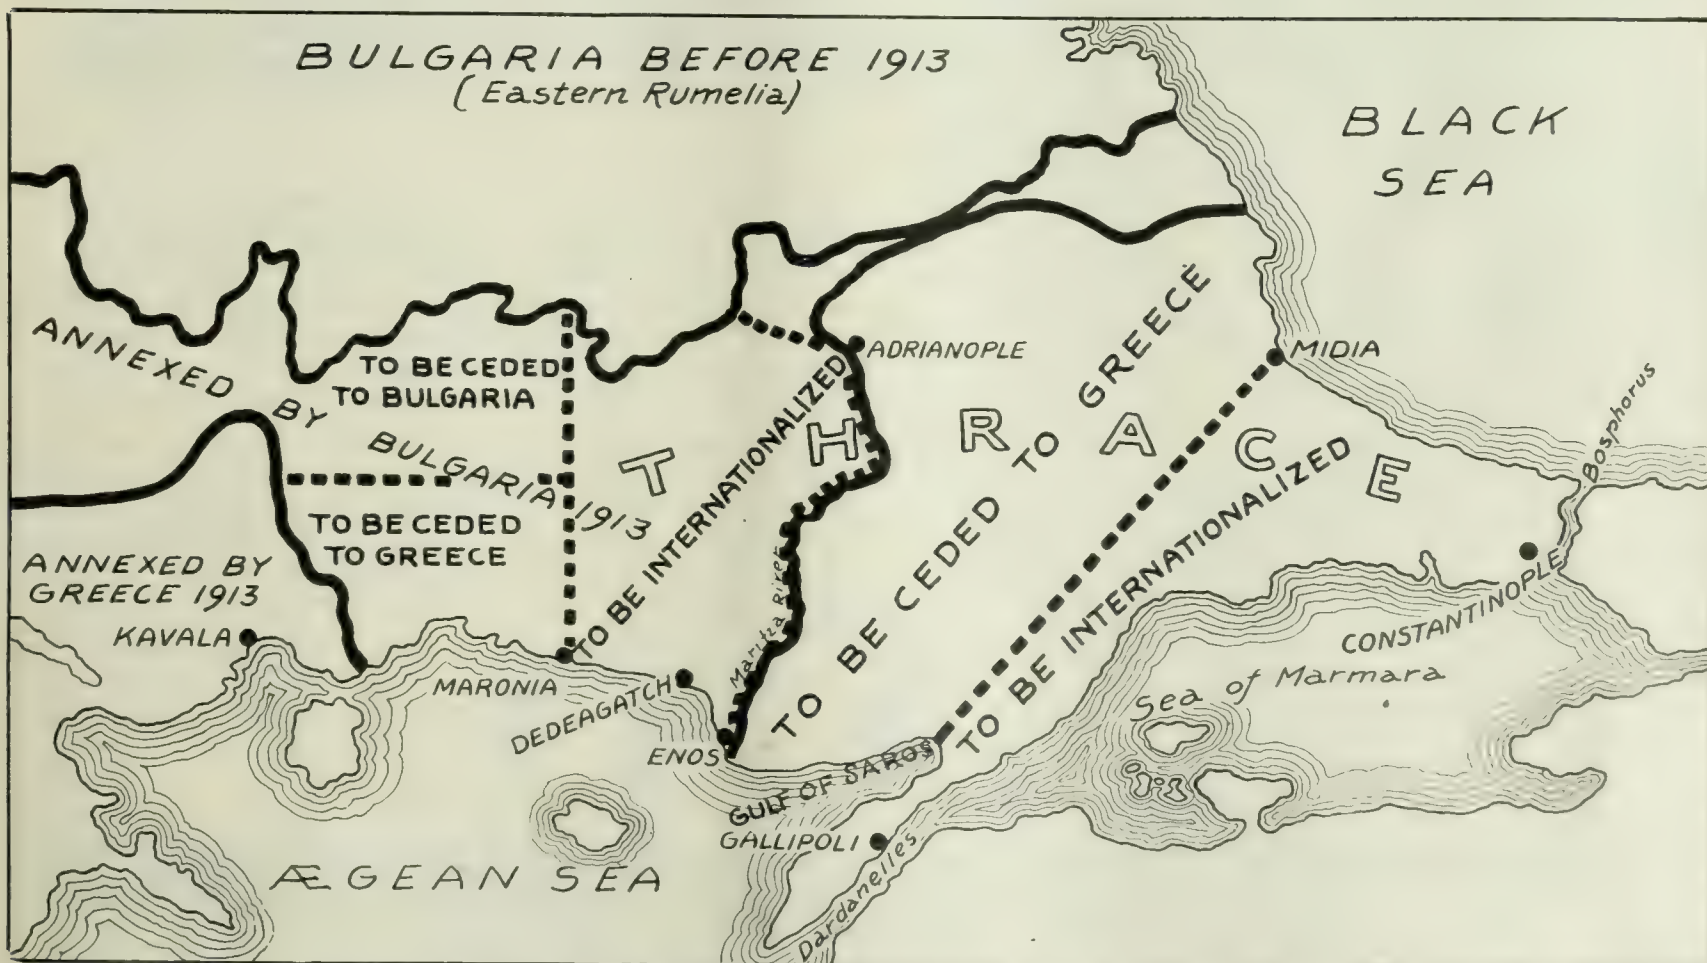 BULGARIA BEFORE 1913
(Eastern Rumelia)
BLACK
SEA
ANNEXED BY BULGARIA 1913
TO BE CEDED
TO BULGARIA
ADRIANOPLE
MIDIA
THRACE
TO BE INTERNATIONALIZED
TO BE CEDED TO GREECE
TO BE INTERNATIONALIZED
Bosphorus
TO BE CEDED
TO GREECE
ANNEXED BY
GREECE 1913
KAVALA
Maritza River
CONSTANTINOPLE
MARONIA
DEDEAGATCH
Sea of Marmara
ENOS
GULF OF SAROS
GALLIPOLI
Dardanelles
ÆGEAN SEA